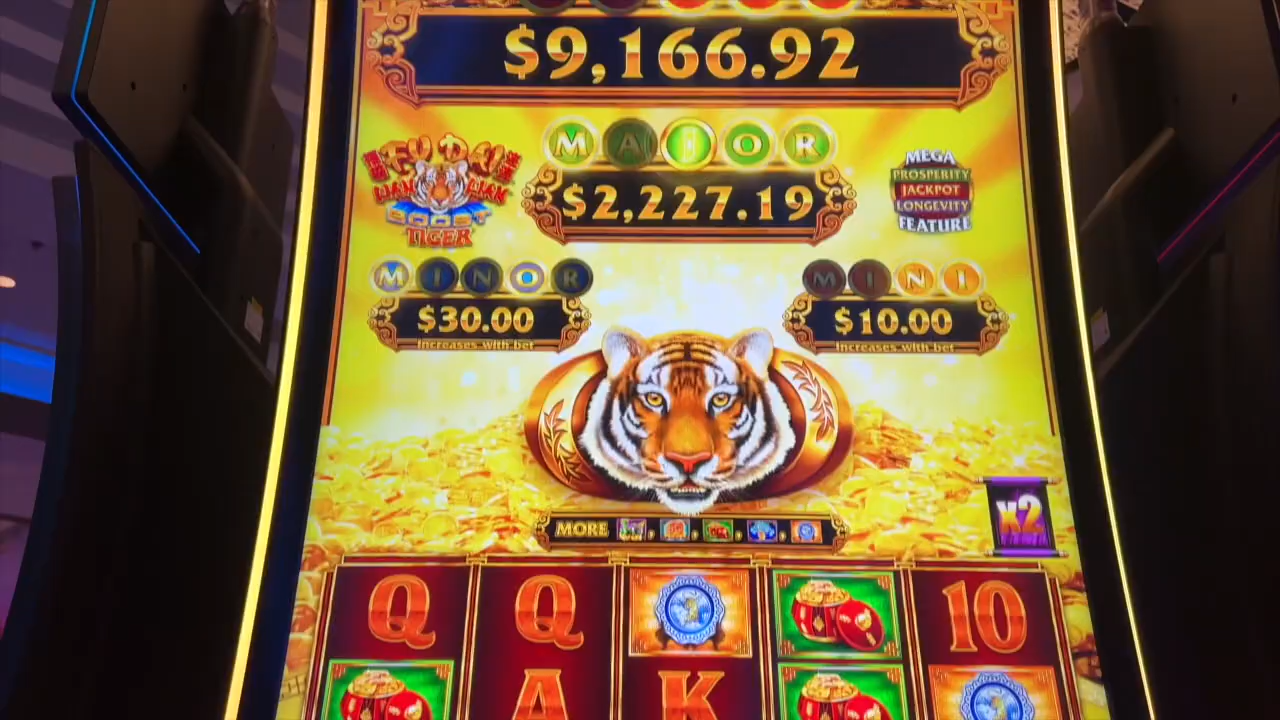 $9,166.92
MAJOR
$2,227.19
FU DAI
LIAN LIAN
BOOST
TIGER
MEGA
PROSPERITY
JACKPOT
LONGEVITY
FEATURE
MINOR
$30.00
Increases with bet
MINI
$10.00
Increases with bet
MORE
X2
Q Q 10
A K